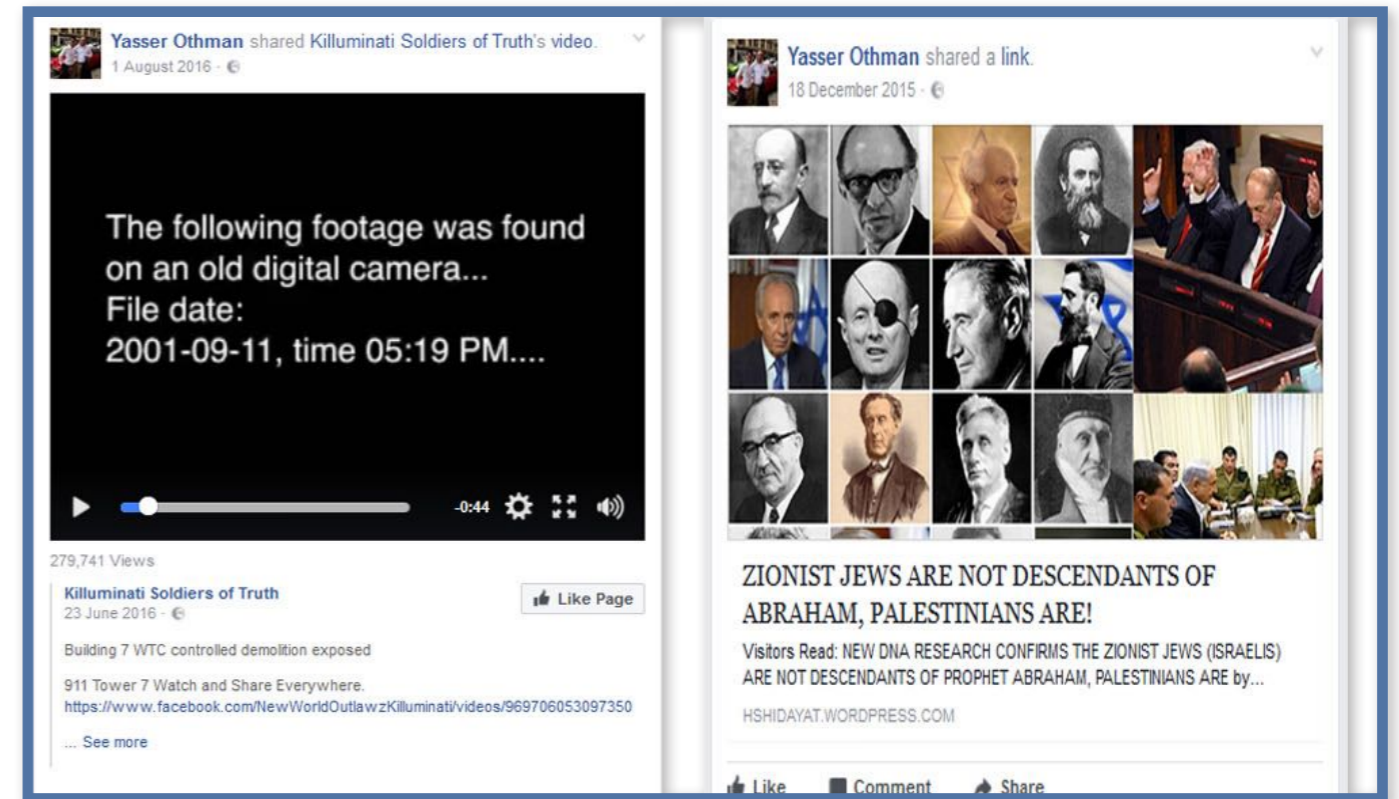 Yasser Othman shared Killuminati Soldiers of Truth's video.
1 August 2016
The following footage was found
on an old digital camera...
File date:
2001-09-11, time 05:19 PM....
-0:44
279,741 Views
Killuminati Soldiers of Truth
23 June 2016
Like Page
Building 7 WTC controlled demolition exposed
911 Tower 7 Watch and Share Everywhere.
https://www.facebook.com/NewWorldOutlawzKilluminati/videos/969706053097350
... See more
Yasser Othman shared a link.
18 December 2015
ZIONIST JEWS ARE NOT DESCENDANTS OF
ABRAHAM, PALESTINIANS ARE!
Visitors Read: NEW DNA RESEARCH CONFIRMS THE ZIONIST JEWS (ISRAELIS)
ARE NOT DESCENDANTS OF PROPHET ABRAHAM, PALESTINIANS ARE by...
HSHIDAYAT.WORDPRESS.COM
Like Comment Share